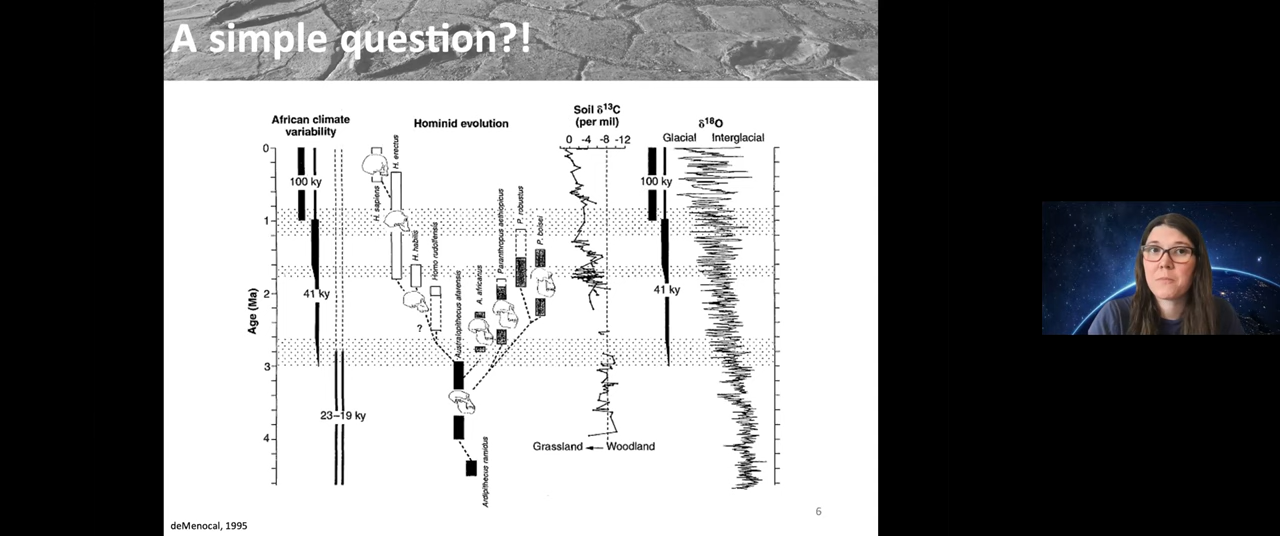 A simple question?!
African climate
variability
Hominid evolution
Soil δ¹³C
(per mil)
0 -4 -8 -12
δ¹⁸O
Glacial Interglacial
Age (Ma)
0
1
2
3
4
100 ky
41 ky
23–19 ky
H. sapiens
H. erectus
H. habilis
Homo rudolfensis
?
Australopithecus afarensis
A. africanus
Paranthropus aethiopicus
P. robustus
P. boisei
Ardipithecus ramidus
Grassland ← Woodland
100 ky
41 ky
deMenocal, 1995
6